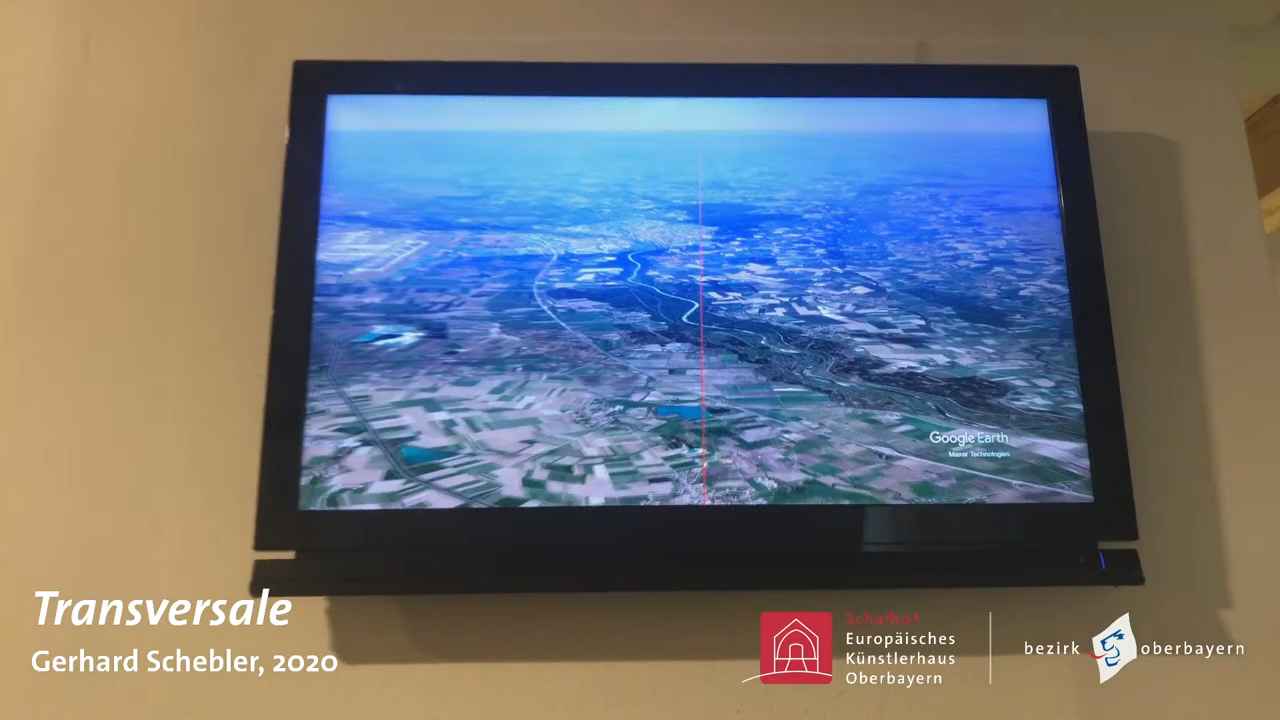 Google Earth
Maxar Technologies
Transversale
Gerhard Schebler, 2020
Schafhof
Europäisches
Künstlerhaus
Oberbayern
bezirk oberbayern